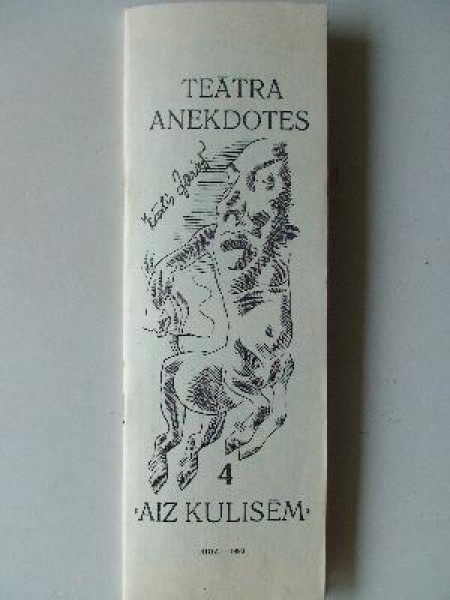 TEĀTRA
ANEKDOTES
4
"AIZ KULISĒM"